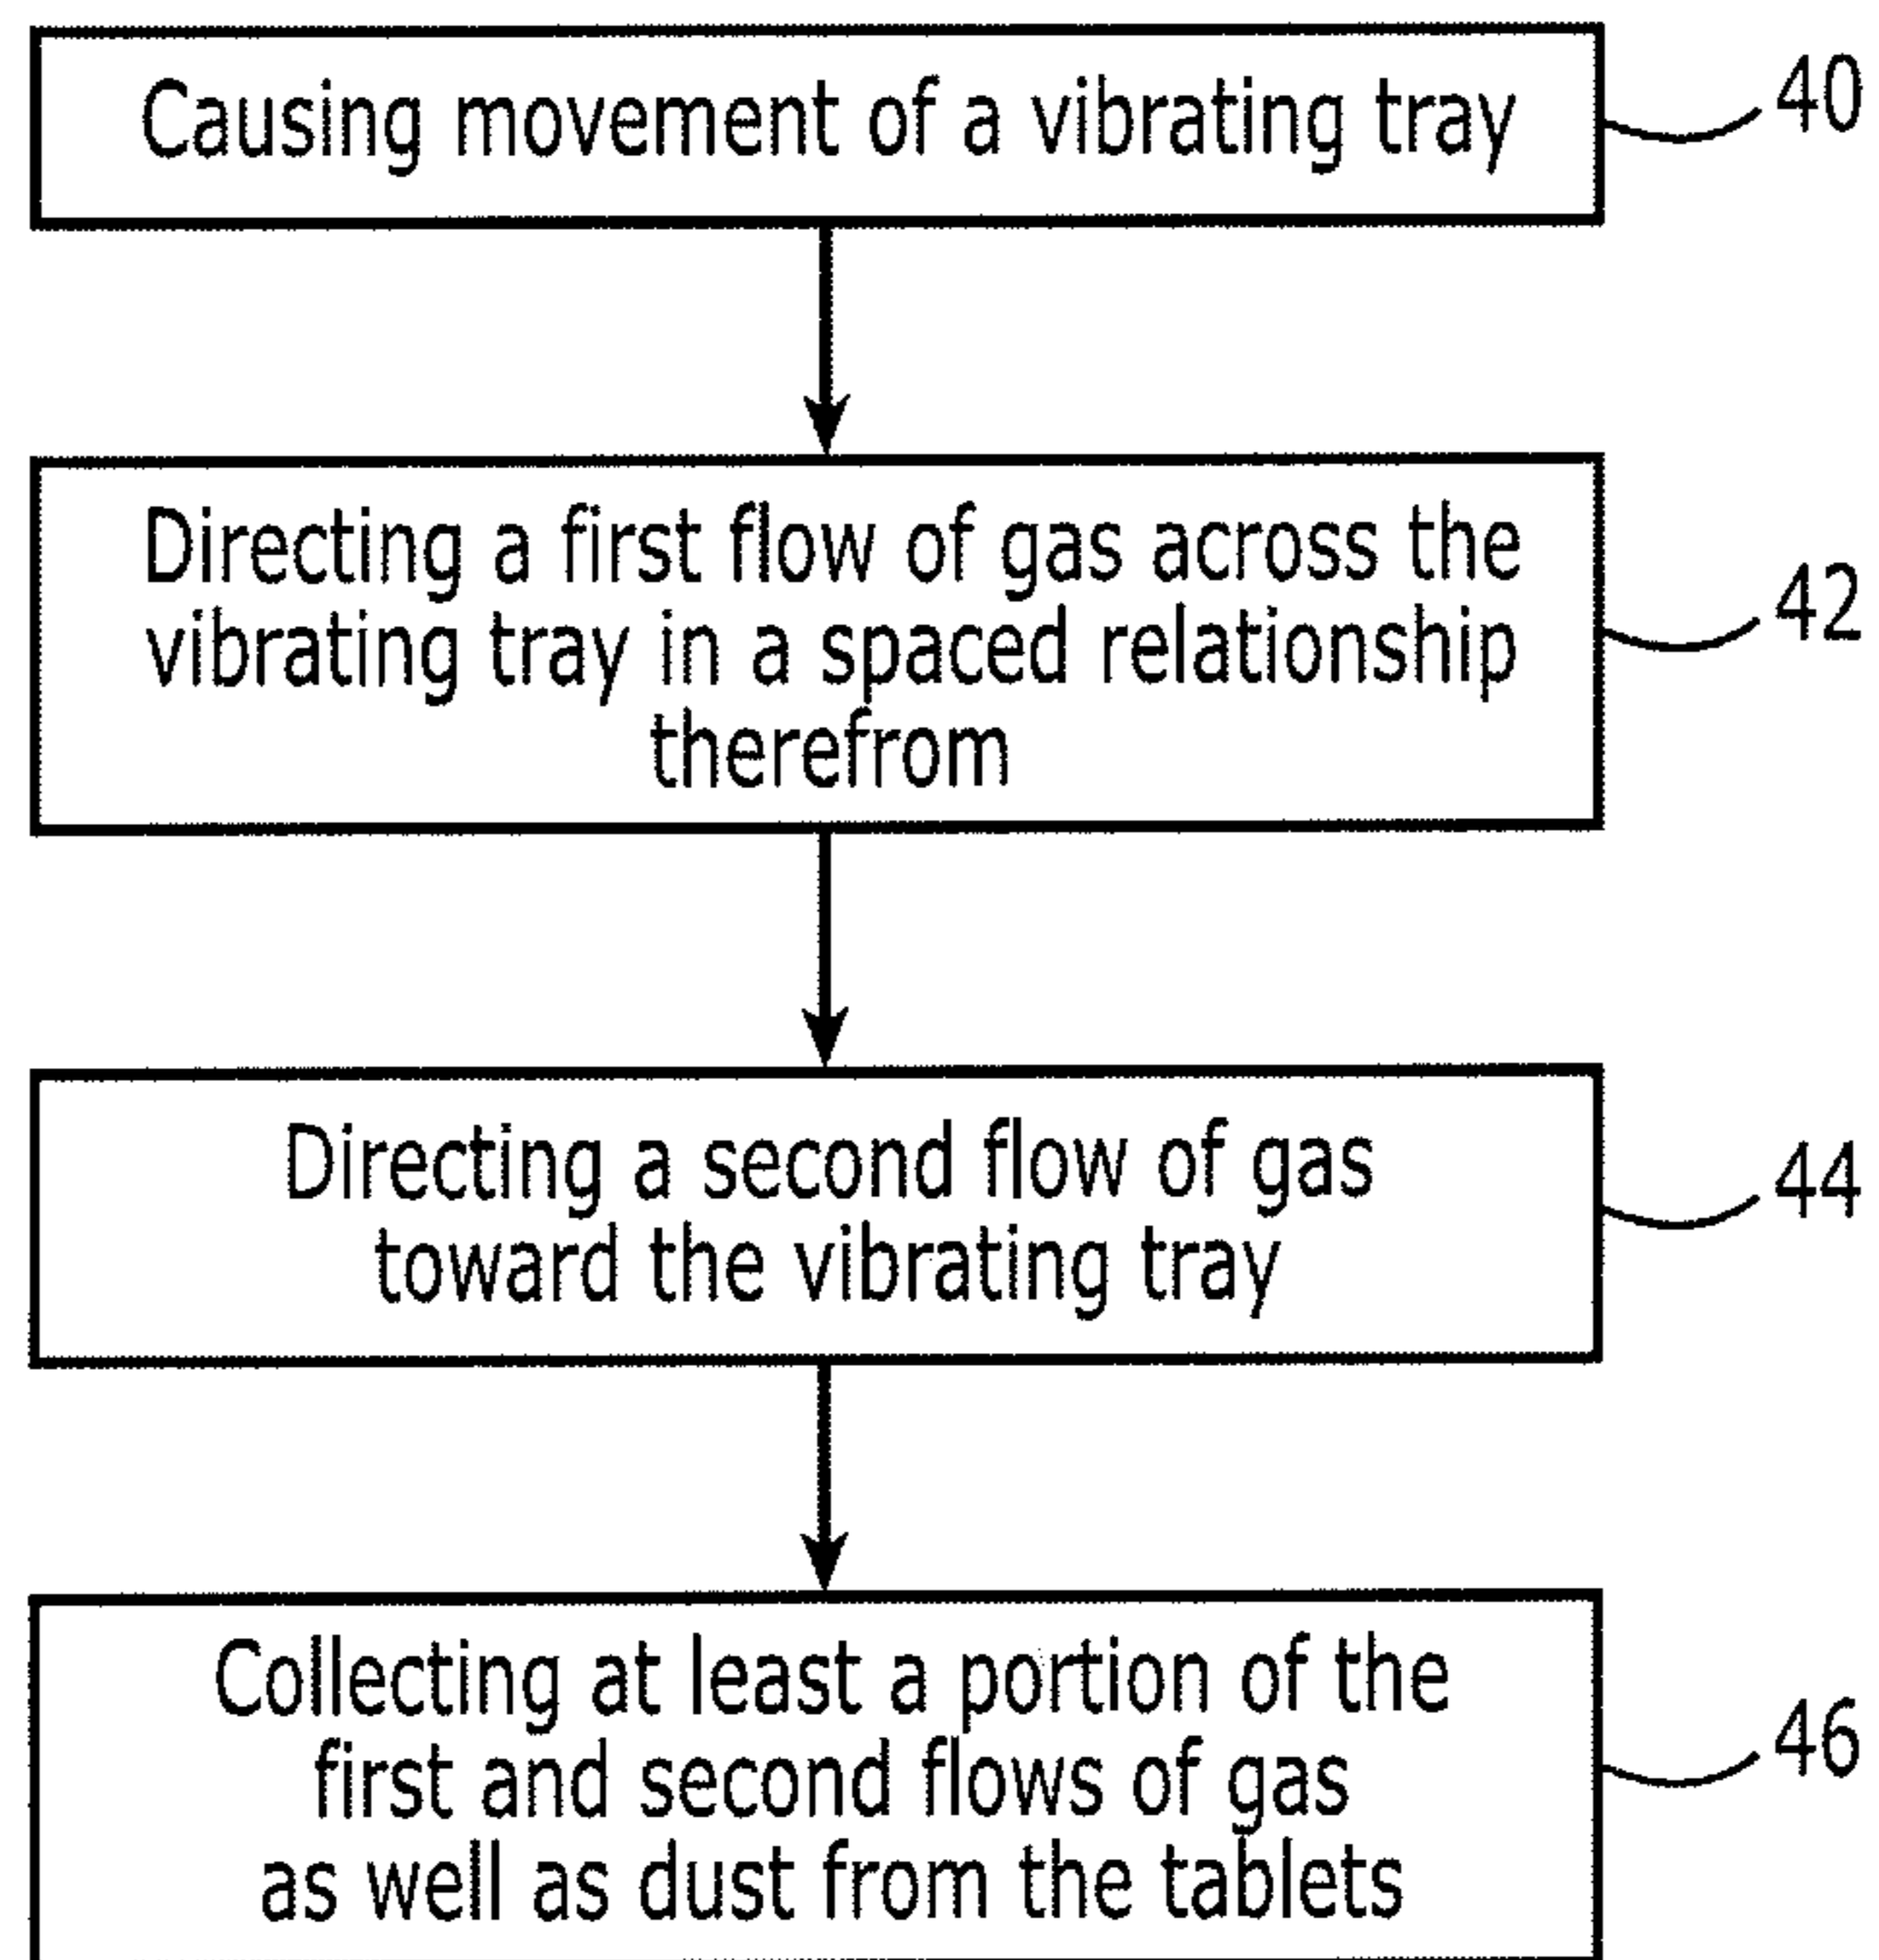 Causing movement of a vibrating tray
40
Directing a first flow of gas across the
vibrating tray in a spaced relationship
therefrom
42
Directing a second flow of gas
toward the vibrating tray
44
Collecting at least a portion of the
first and second flows of gas
as well as dust from the tablets
46